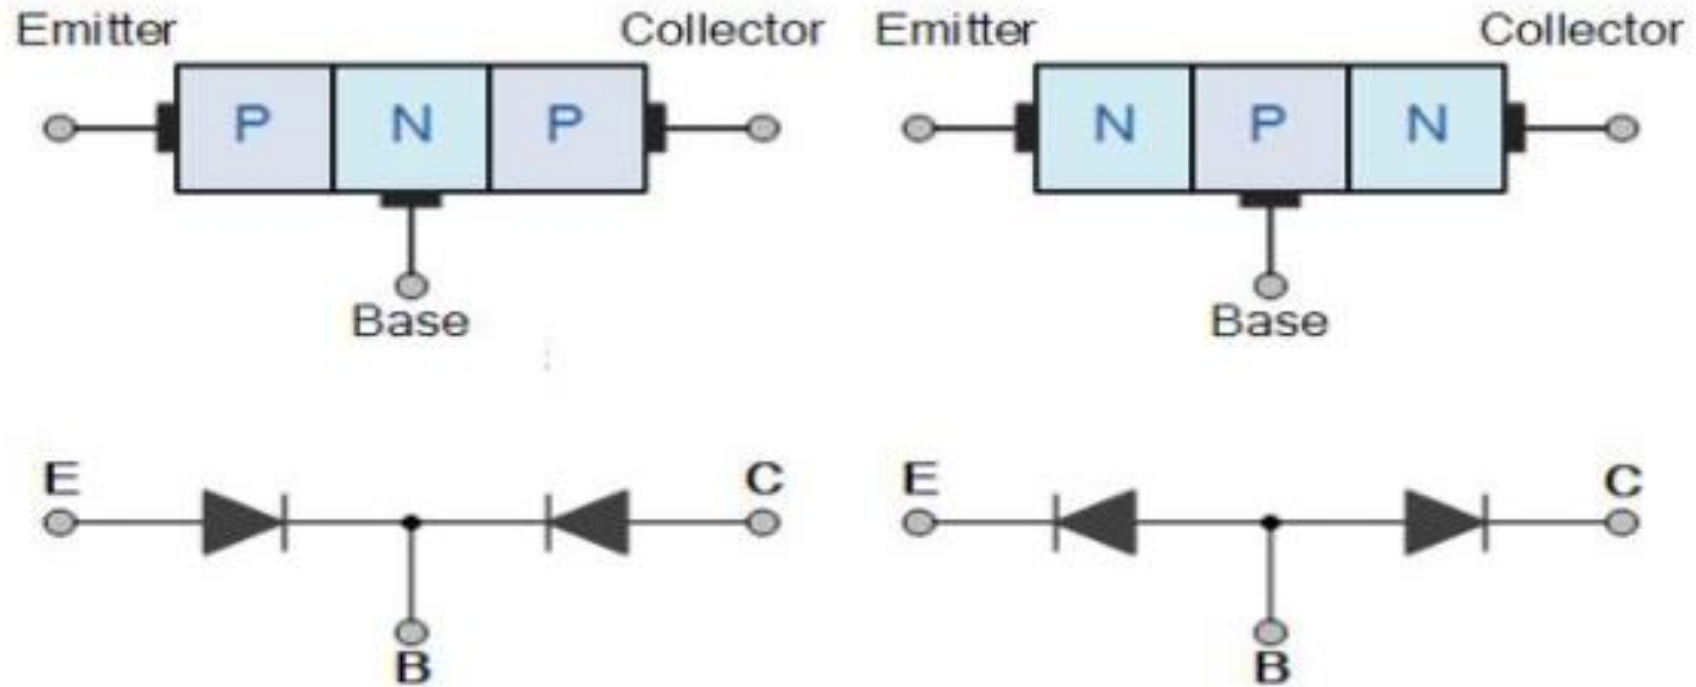 Emitter Collector Emitter Collector
P N P N P N
Base Base
E C E C
B B